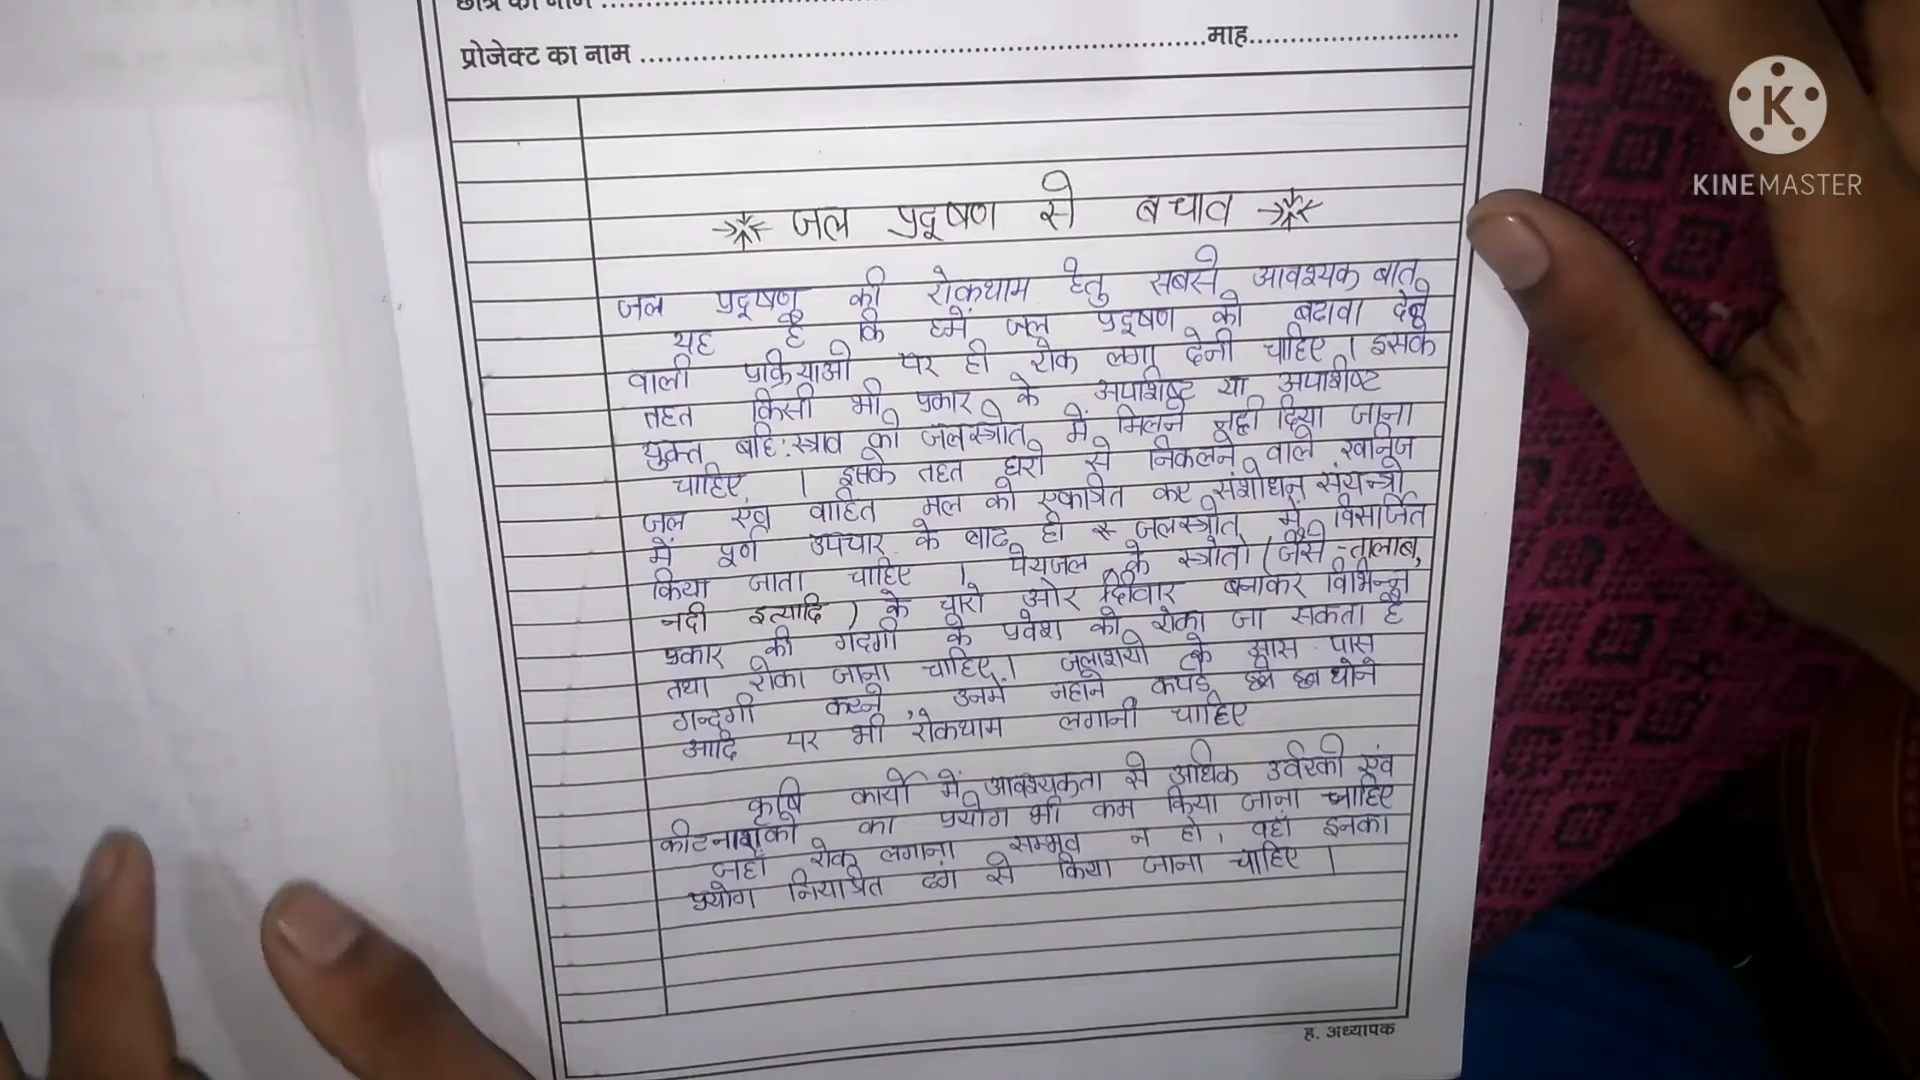 छात्र का नाम ........................
प्रोजेक्ट का नाम ........................माह........................
KINEMASTER
जल प्रदूषण से बचाव
जल प्रदूषण की रोकथाम हेतु सबसे आवश्यक बात
यह है कि हमें जल प्रदूषण को बढावा देने
वाली प्रक्रियाओ पर ही रोक लगा देनी चाहिए । इसके
तहत किसी भी प्रकार के अपशिष्ट या अपशिष्ट
युक्त बहि:स्त्राव को जलस्त्रोत में मिलने नही दिया जाना
चाहिए । इसके तहत घरो से निकलने वाले खनिज
जल एंव वाहित मल को एकत्रित कर संशोधन संयन्त्रो
में पूर्ण उपचार के बाद ही जलस्त्रोत में विसर्जित
किया जाता चाहिए । पेयजल के स्त्रोतो (जैसे -तालाब,
नदी इत्यादि ) के चारो ओर दिवार बनाकर विभिन्न
प्रकार की गंदगी के प्रवेश को रोका जा सकता है
तथा रोका जाना चाहिए। जलाशयो के आस पास
गन्दगी करने , उनमें नहाने कपडे धोने
आदि पर भी रोकथाम लगानी चाहिए
कृषि कार्यो में आवश्यकता से अधिक उर्वरको एंव
कीटनाशको का प्रयोग भी कम किया जाना चाहिए
जहाँ रोक लगाना सम्भव न हो, वहाँ इनका
प्रयोग नियंत्रित ढंग से किया जाना चाहिए ।
ह. अध्यापक